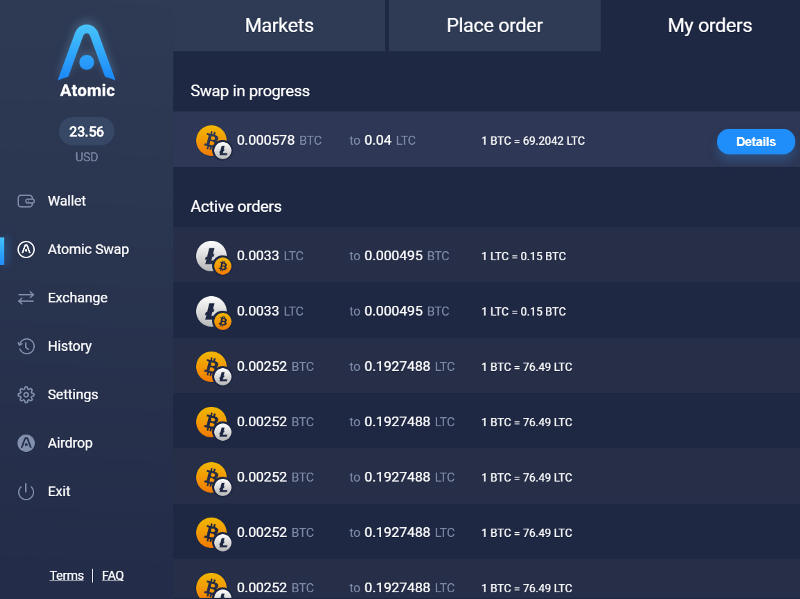 Markets
Place order
My orders
Atomic
23.56
USD
Wallet
Atomic Swap
Exchange
History
Settings
Airdrop
Exit
Terms | FAQ
Swap in progress
0.000578 BTC to 0.04 LTC 1 BTC = 69.2042 LTC Details
Active orders
0.0033 LTC to 0.000495 BTC 1 LTC = 0.15 BTC
0.0033 LTC to 0.000495 BTC 1 LTC = 0.15 BTC
0.00252 BTC to 0.1927488 LTC 1 BTC = 76.49 LTC
0.00252 BTC to 0.1927488 LTC 1 BTC = 76.49 LTC
0.00252 BTC to 0.1927488 LTC 1 BTC = 76.49 LTC
0.00252 BTC to 0.1927488 LTC 1 BTC = 76.49 LTC
0.00252 BTC to 0.1927488 LTC 1 BTC = 76.49 LTC